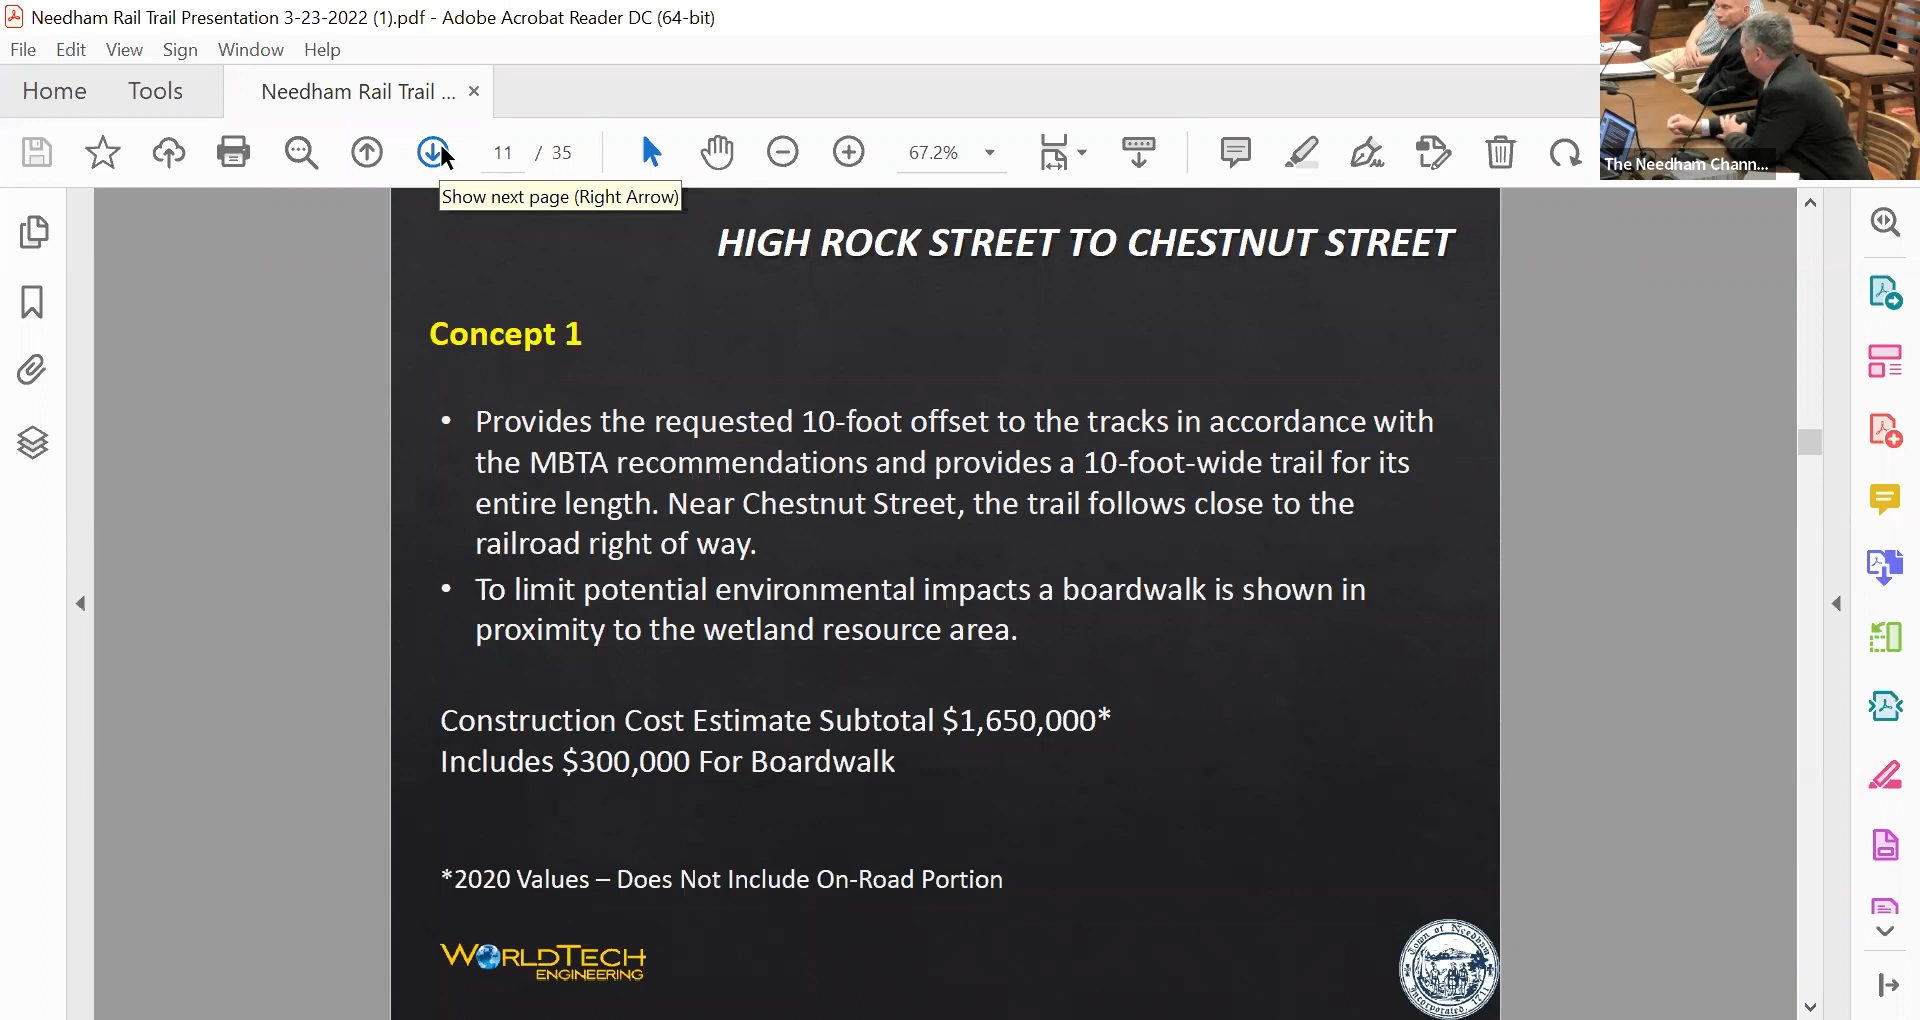 Needham Rail Trail Presentation 3-23-2022 (1).pdf - Adobe Acrobat Reader DC (64-bit)
File Edit View Sign Window Help
Home Tools Needham Rail Trail ... ×
11 / 35 67.2%
The Needham Chann...
Show next page (Right Arrow)
HIGH ROCK STREET TO CHESTNUT STREET
Concept 1
• Provides the requested 10-foot offset to the tracks in accordance with
the MBTA recommendations and provides a 10-foot-wide trail for its
entire length. Near Chestnut Street, the trail follows close to the
railroad right of way.
• To limit potential environmental impacts a boardwalk is shown in
proximity to the wetland resource area.
Construction Cost Estimate Subtotal $1,650,000*
Includes $300,000 For Boardwalk
*2020 Values – Does Not Include On-Road Portion
WORLDTECH
ENGINEERING
Town of Needham
Incorporated 1711